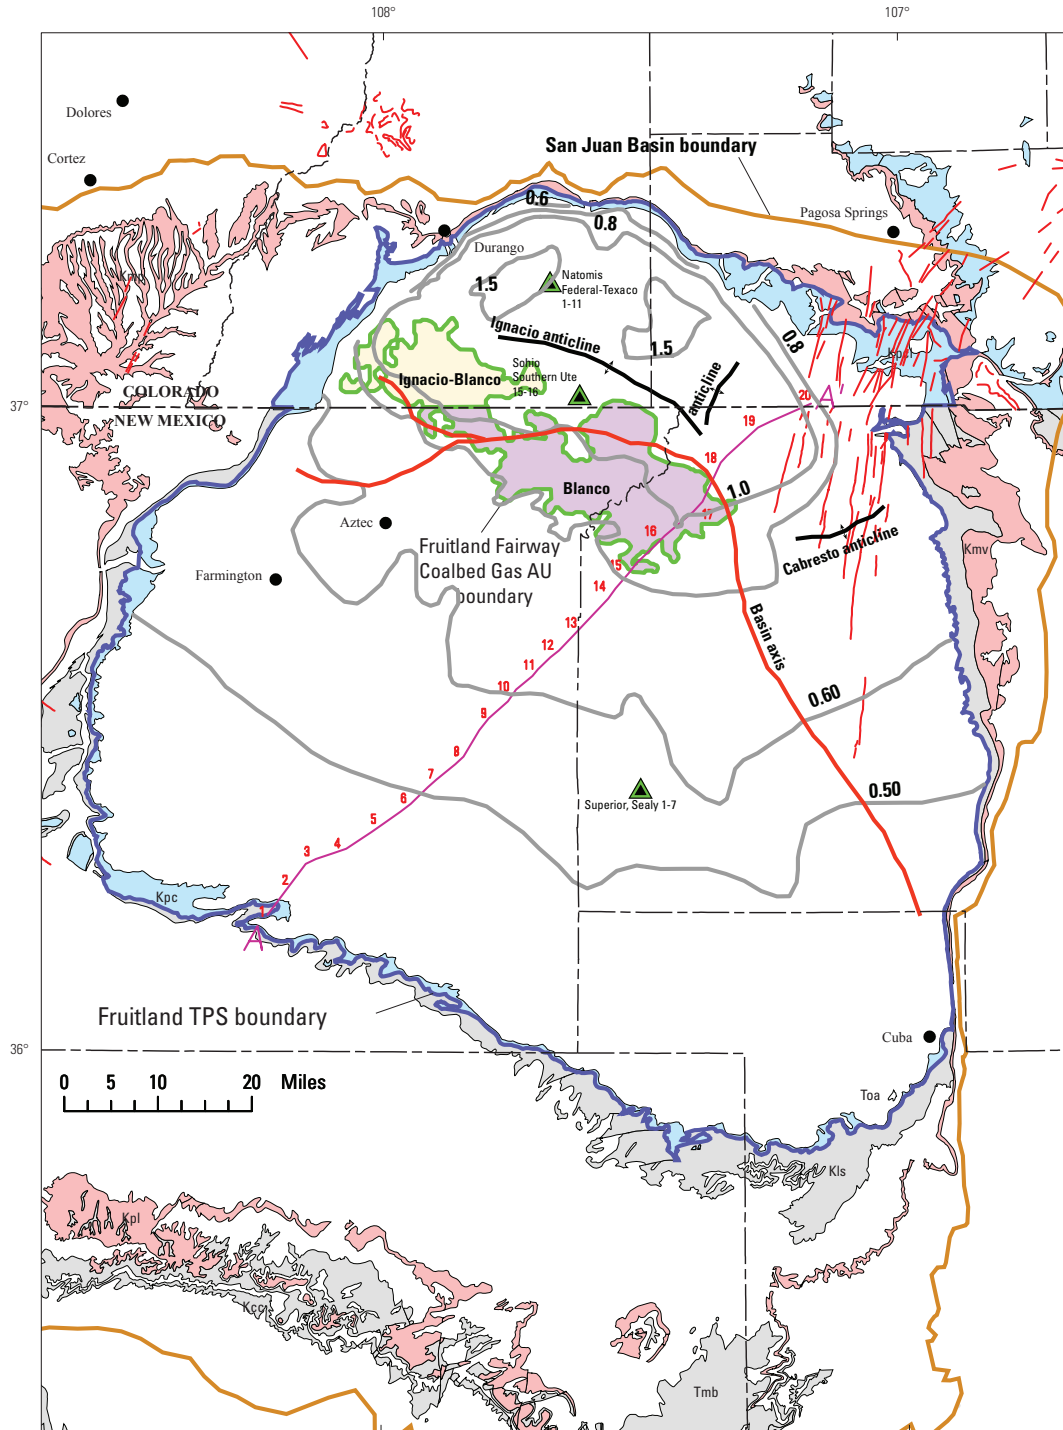 108°
107°
Dolores
Cortez
San Juan Basin boundary
Pagosa Springs
0.6
0.8
Durango
1.5
Natomis
Federal-Texaco
1-11
Ignacio anticline
1.5
0.8
Sohio
Southern Ute
15-16
Ignacio-Blanco
anticline
COLORADO
37°
NEW MEXICO
20
A'
19
18
Blanco
1.0
17
16
Aztec
Fruitland Fairway
Coalbed Gas AU
boundary
Cabresto anticline
Kmv
Farmington
15
14
13
12
11
10
9
8
7
6
5
4
3
2
1
A
Basin axis
0.60
0.50
Superior, Sealy 1-7
Kpc
Fruitland TPS boundary
36°
Cuba
0 5 10 20 Miles
Toa
Kls
Kpl
Kcc
Tmb